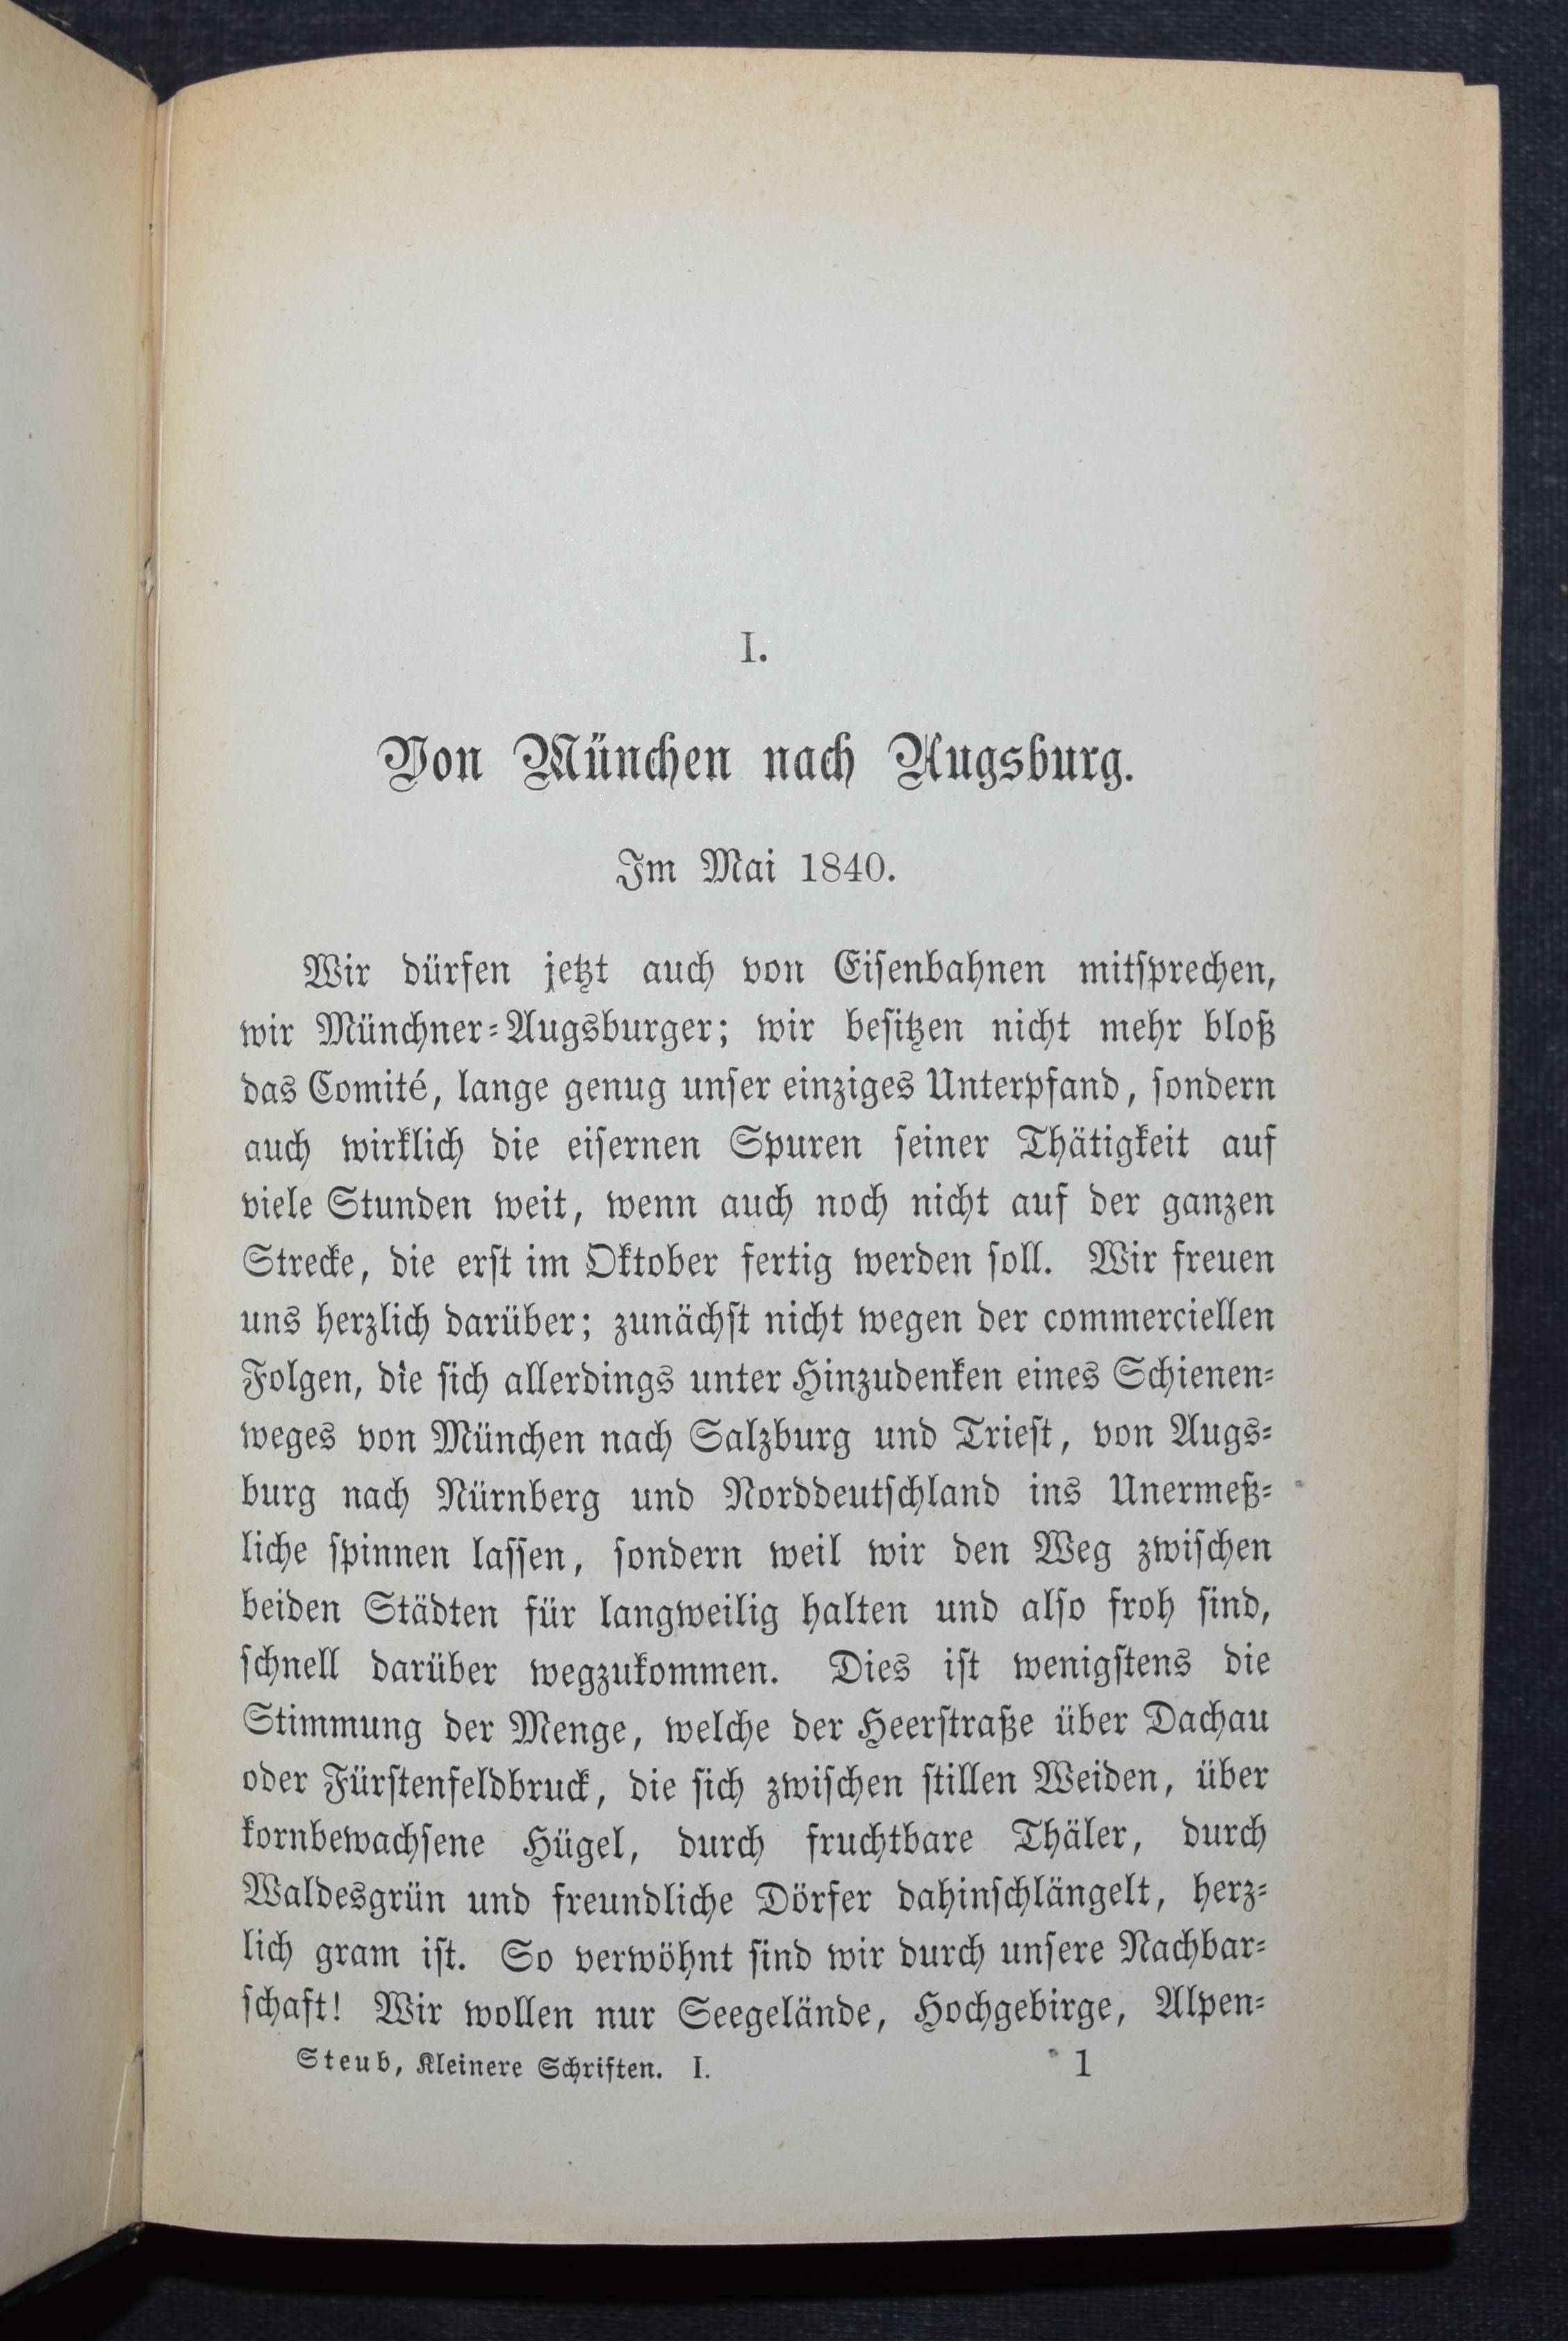 I.
Von München nach Augsburg.
Im Mai 1840.
Wir dürfen jetzt auch von Eisenbahnen mitsprechen,
wir Münchner-Augsburger; wir besitzen nicht mehr bloß
das Comité, lange genug unser einziges Unterpfand, sondern
auch wirklich die eisernen Spuren seiner Thätigkeit auf
viele Stunden weit, wenn auch noch nicht auf der ganzen
Strecke, die erst im Oktober fertig werden soll. Wir freuen
uns herzlich darüber; zunächst nicht wegen der commerciellen
Folgen, die sich allerdings unter Hinzudenken eines Schienen-
weges von München nach Salzburg und Triest, von Augs-
burg nach Nürnberg und Norddeutschland ins Unermeß-
liche spinnen lassen, sondern weil wir den Weg zwischen
beiden Städten für langweilig halten und also froh sind,
schnell darüber wegzukommen. Dies ist wenigstens die
Stimmung der Menge, welche der Heerstraße über Dachau
oder Fürstenfeldbruck, die sich zwischen stillen Weiden, über
kornbewachsene Hügel, durch fruchtbare Thäler, durch
Waldesgrün und freundliche Dörfer dahinschlängelt, herz-
lich gram ist. So verwöhnt sind wir durch unsere Nachbar-
schaft! Wir wollen nur Seegelände, Hochgebirge, Alpen-
Steub, Kleinere Schriften. I. 1